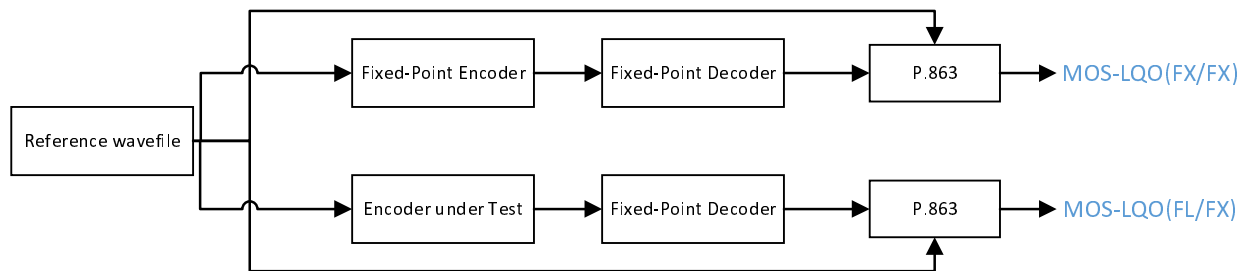 Fixed-Point Encoder
Fixed-Point Decoder
P.863
MOS-LQO(FX/FX)
Reference wavefile
Encoder under Test
Fixed-Point Decoder
P.863
MOS-LQO(FL/FX)